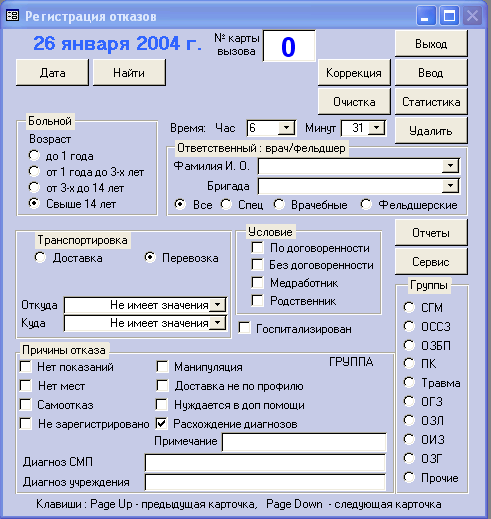 Регистрация отказов
26 января 2004 г.
№ карты
вызова
0
Выход
Дата
Найти
Коррекция
Ввод
Очистка
Статистика
Удалить
Больной
Возраст
до 1 года
от 1 года до 3-х лет
от 3-х до 14 лет
Свыше 14 лет
Время: Час 6 Минут 31
Ответственный : врач/фельдшер
Фамилия И. О.
Бригада
Все Спец Врачебные Фельдшерские
Транспортировка
Доставка Перевозка
Откуда Не имеет значения
Куда Не имеет значения
Условие
По договоренности
Без договоренности
Медработник
Родственник
Госпитализирован
Отчеты
Сервис
Группы
СГМ
ОССЗ
ОЗБП
ПК
Травма
ОГЗ
ОЗЛ
ОИЗ
ОЗГ
Прочие
Причины отказа
ГРУППА
Нет показаний Манипуляция
Нет мест Доставка не по профилю
Самоотказ Нуждается в доп помощи
Не зарегистрировано Расхождение диагнозов
Примечание
Диагноз СМП
Диагноз учреждения
Клавиши : Page Up - предыдущая карточка, Page Down - следующая карточка